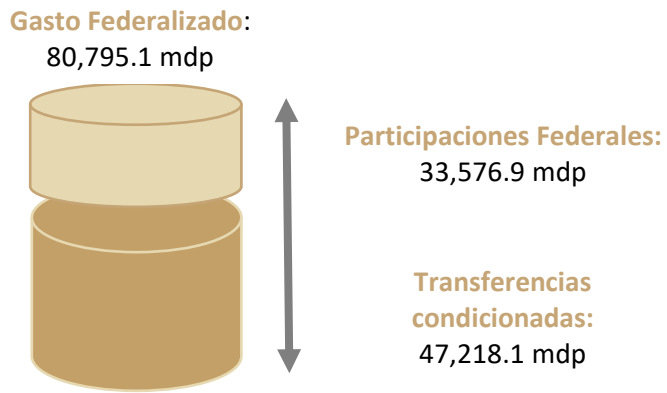 Gasto Federalizado:
80,795.1 mdp
Participaciones Federales:
33,576.9 mdp
Transferencias
condicionadas:
47,218.1 mdp